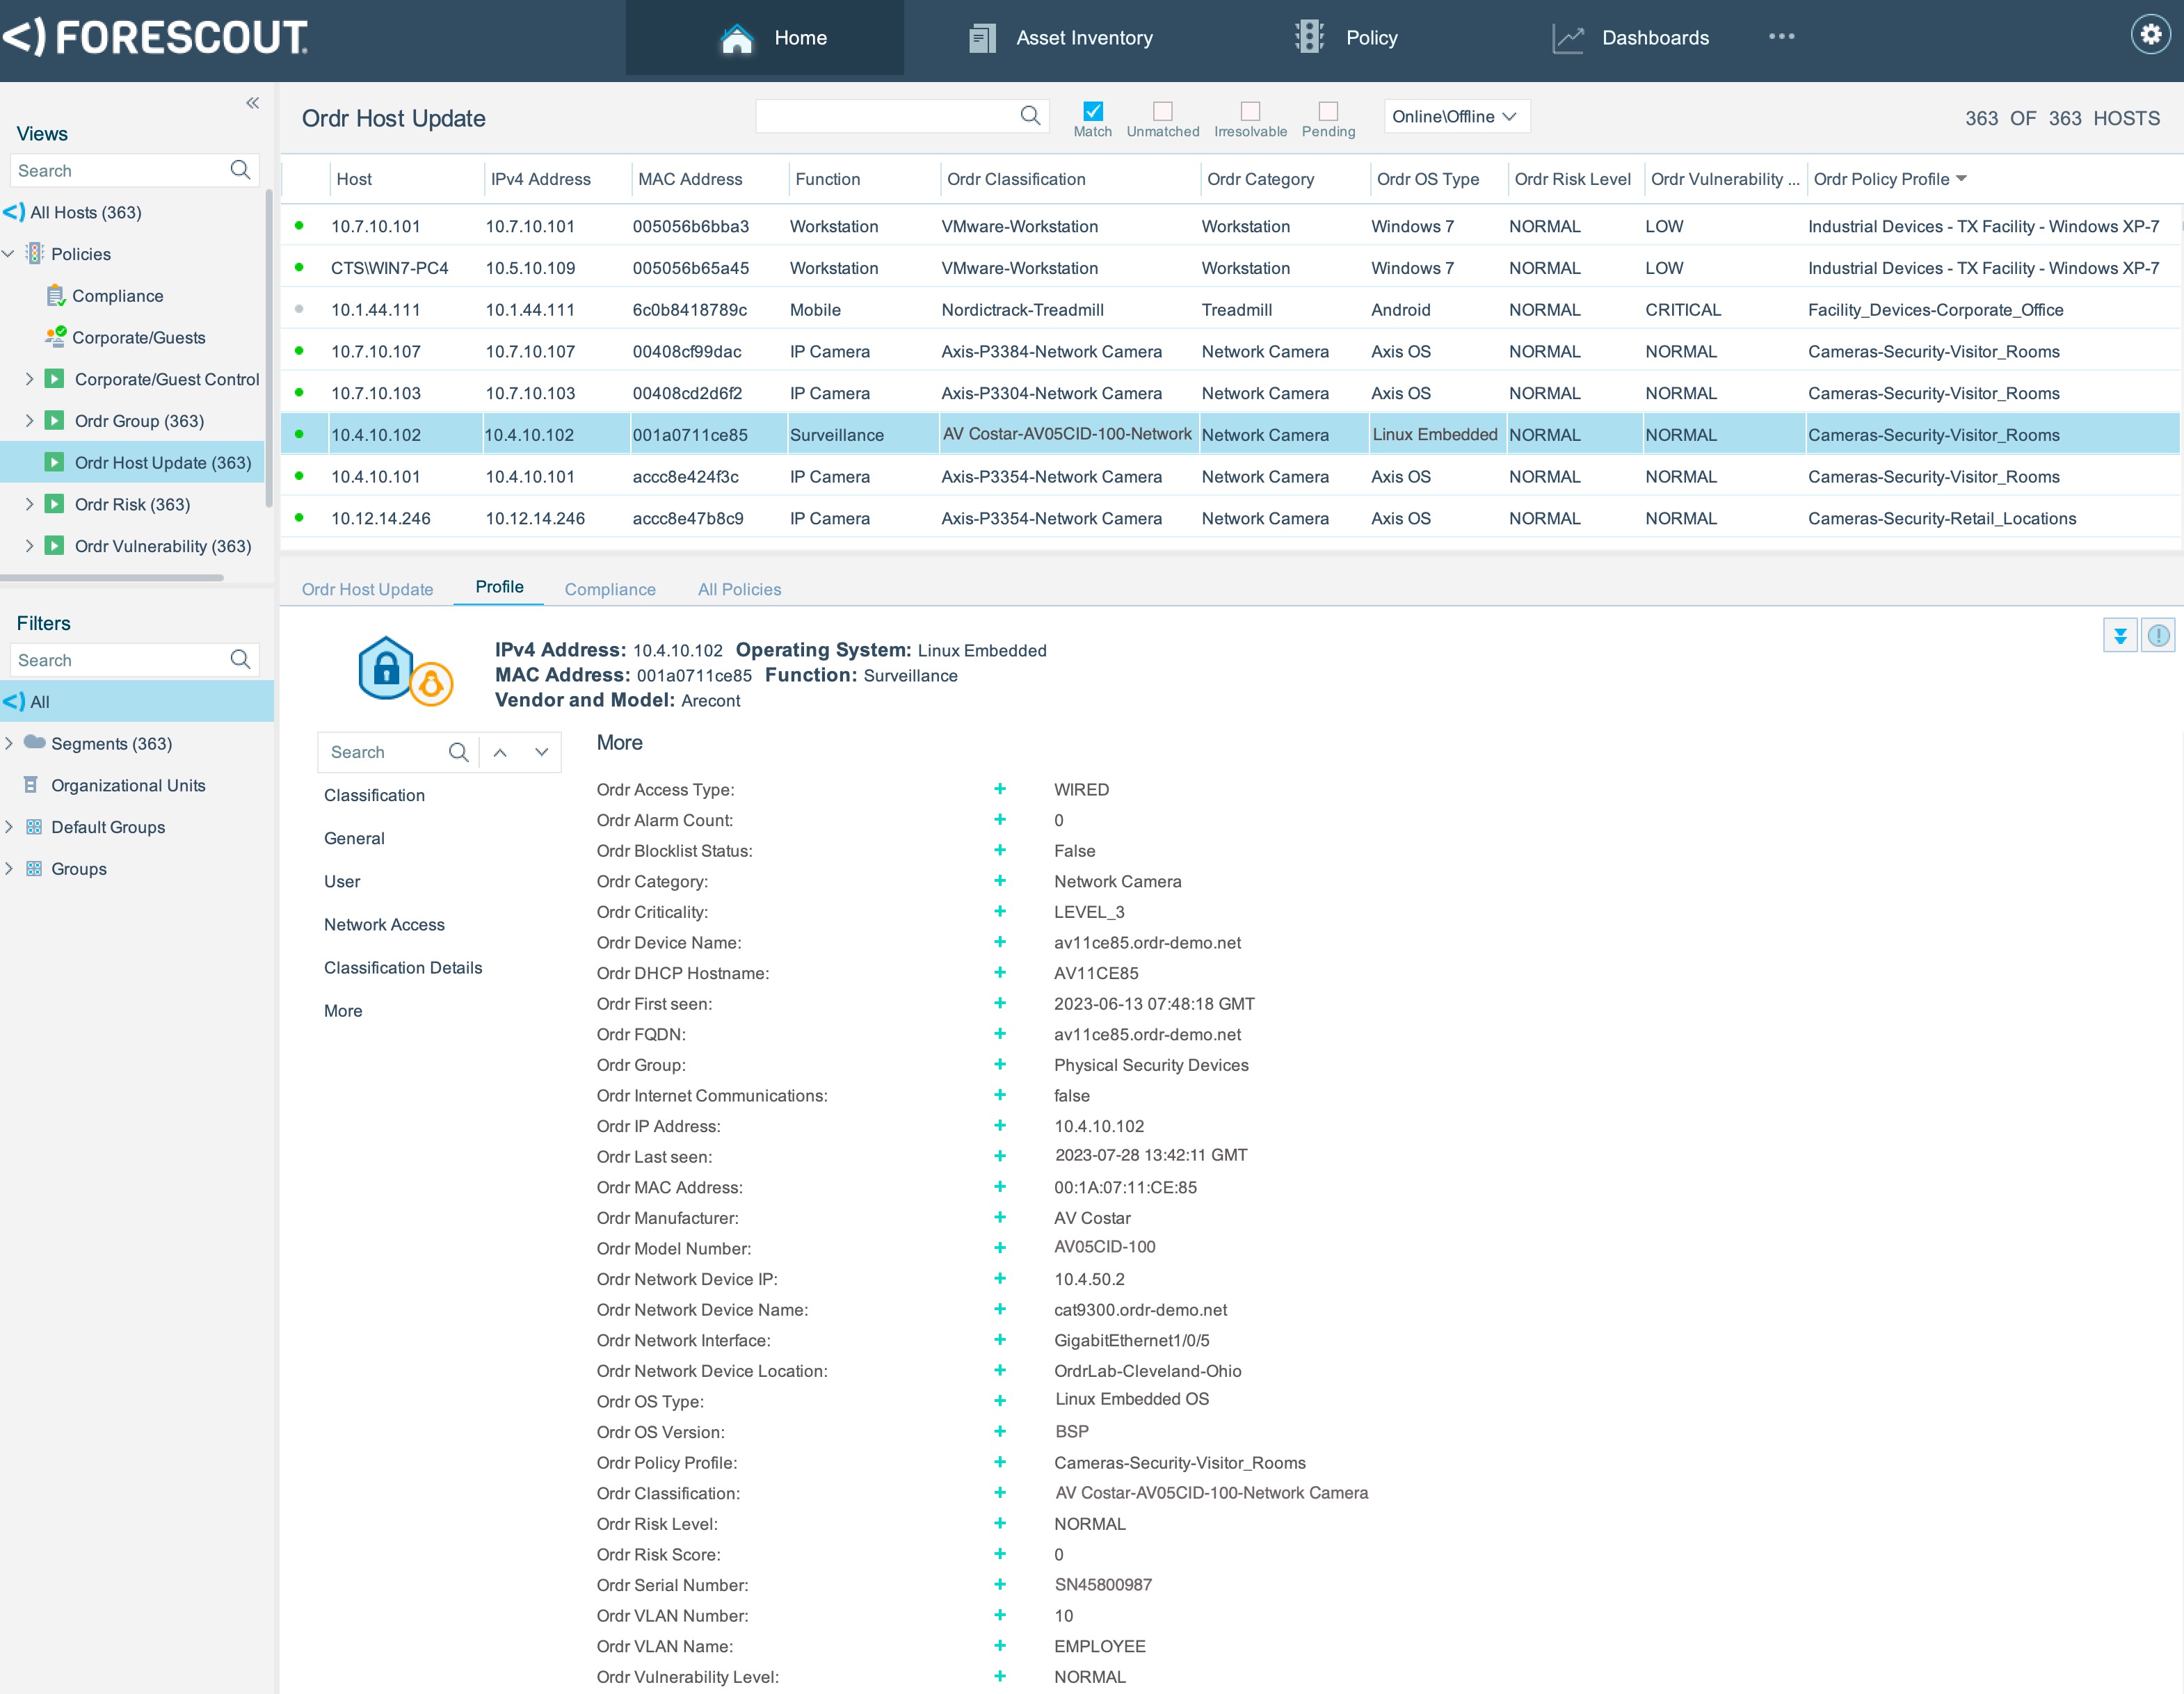 <) FORESCOUT.
Home
Asset Inventory
Policy
Dashboards
Views
Search
All Hosts (363)
Policies
Compliance
Corporate/Guests
Corporate/Guest Control
Ordr Group (363)
Ordr Host Update (363)
Ordr Risk (363)
Ordr Vulnerability (363)
Filters
Search
All
Segments (363)
Organizational Units
Default Groups
Groups
Ordr Host Update
Match
Unmatched
Irresolvable
Pending
Online\Offline
363 OF 363 HOSTS
Host IPv4 Address MAC Address Function Ordr Classification Ordr Category Ordr OS Type Ordr Risk Level Ordr Vulnerability ... Ordr Policy Profile
10.7.10.101 10.7.10.101 005056b6bba3 Workstation VMware-Workstation Workstation Windows 7 NORMAL LOW Industrial Devices - TX Facility - Windows XP-7
CTS\WIN7-PC4 10.5.10.109 005056b65a45 Workstation VMware-Workstation Workstation Windows 7 NORMAL LOW Industrial Devices - TX Facility - Windows XP-7
10.1.44.111 10.1.44.111 6c0b8418789c Mobile Nordictrack-Treadmill Treadmill Android NORMAL CRITICAL Facility_Devices-Corporate_Office
10.7.10.107 10.7.10.107 00408cf99dac IP Camera Axis-P3384-Network Camera Network Camera Axis OS NORMAL NORMAL Cameras-Security-Visitor_Rooms
10.7.10.103 10.7.10.103 00408cd2d6f2 IP Camera Axis-P3304-Network Camera Network Camera Axis OS NORMAL NORMAL Cameras-Security-Visitor_Rooms
10.4.10.102 10.4.10.102 001a0711ce85 Surveillance AV Costar-AV05CID-100-Network Network Camera Linux Embedded NORMAL NORMAL Cameras-Security-Visitor_Rooms
10.4.10.101 10.4.10.101 accc8e424f3c IP Camera Axis-P3354-Network Camera Network Camera Axis OS NORMAL NORMAL Cameras-Security-Visitor_Rooms
10.12.14.246 10.12.14.246 accc8e47b8c9 IP Camera Axis-P3354-Network Camera Network Camera Axis OS NORMAL NORMAL Cameras-Security-Retail_Locations
Ordr Host Update Profile Compliance All Policies
IPv4 Address: 10.4.10.102 Operating System: Linux Embedded
MAC Address: 001a0711ce85 Function: Surveillance
Vendor and Model: Arecont
Search
Classification
General
User
Network Access
Classification Details
More
More
Ordr Access Type: + WIRED
Ordr Alarm Count: + 0
Ordr Blocklist Status: + False
Ordr Category: + Network Camera
Ordr Criticality: + LEVEL_3
Ordr Device Name: + av11ce85.ordr-demo.net
Ordr DHCP Hostname: + AV11CE85
Ordr First seen: + 2023-06-13 07:48:18 GMT
Ordr FQDN: + av11ce85.ordr-demo.net
Ordr Group: + Physical Security Devices
Ordr Internet Communications: + false
Ordr IP Address: + 10.4.10.102
Ordr Last seen: + 2023-07-28 13:42:11 GMT
Ordr MAC Address: + 00:1A:07:11:CE:85
Ordr Manufacturer: + AV Costar
Ordr Model Number: + AV05CID-100
Ordr Network Device IP: + 10.4.50.2
Ordr Network Device Name: + cat9300.ordr-demo.net
Ordr Network Interface: + GigabitEthernet1/0/5
Ordr Network Device Location: + OrdrLab-Cleveland-Ohio
Ordr OS Type: + Linux Embedded OS
Ordr OS Version: + BSP
Ordr Policy Profile: + Cameras-Security-Visitor_Rooms
Ordr Classification: + AV Costar-AV05CID-100-Network Camera
Ordr Risk Level: + NORMAL
Ordr Risk Score: + 0
Ordr Serial Number: + SN45800987
Ordr VLAN Number: + 10
Ordr VLAN Name: + EMPLOYEE
Ordr Vulnerability Level: + NORMAL